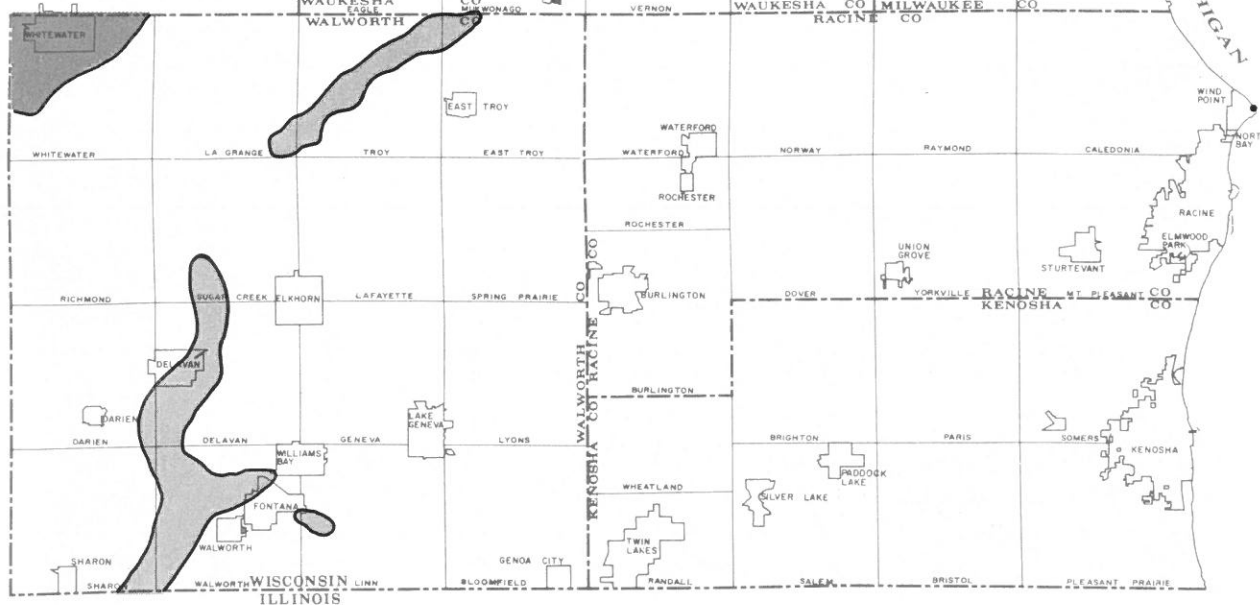 WAUKESHA CO
EAGLE MUKWONAGO
WALWORTH CO
VERNON
WAUKESHA CO MILWAUKEE CO
RACINE CO
HIGAN
WHITEWATER
WIND
POINT
EAST TROY
NORT
BAY
WATERFORD
WHITEWATER LA GRANGE TROY EAST TROY WATERFORD NORWAY RAYMOND CALEDONIA
ROCHESTER
RACINE
ROCHESTER
ELMWOOD
PARK
UNION
GROVE
STURTEVANT
RICHMOND SUGAR CREEK ELKHORN LAFAYETTE SPRING PRAIRIE BURLINGTON DOVER YORKVILLE MT PLEASANT
RACINE CO
KENOSHA CO
WALWORTH CO
RACINE CO
DELAVAN
BURLINGTON
DARIEN
LAKE
GENEVA
DARIEN DELAVAN GENEVA LYONS BRIGHTON PARIS SOMERS
KENOSHA
WILLIAMS
BAY
PADDOCK
LAKE
KENOSHA CO
WHEATLAND
SILVER LAKE
FONTANA
WALWORTH
TWIN
LAKES
SHARON
GENOA CITY
SHARON WALWORTH LINN BLOOMFIELD RANDALL SALEM BRISTOL PLEASANT PRAIRIE
WISCONSIN
ILLINOIS